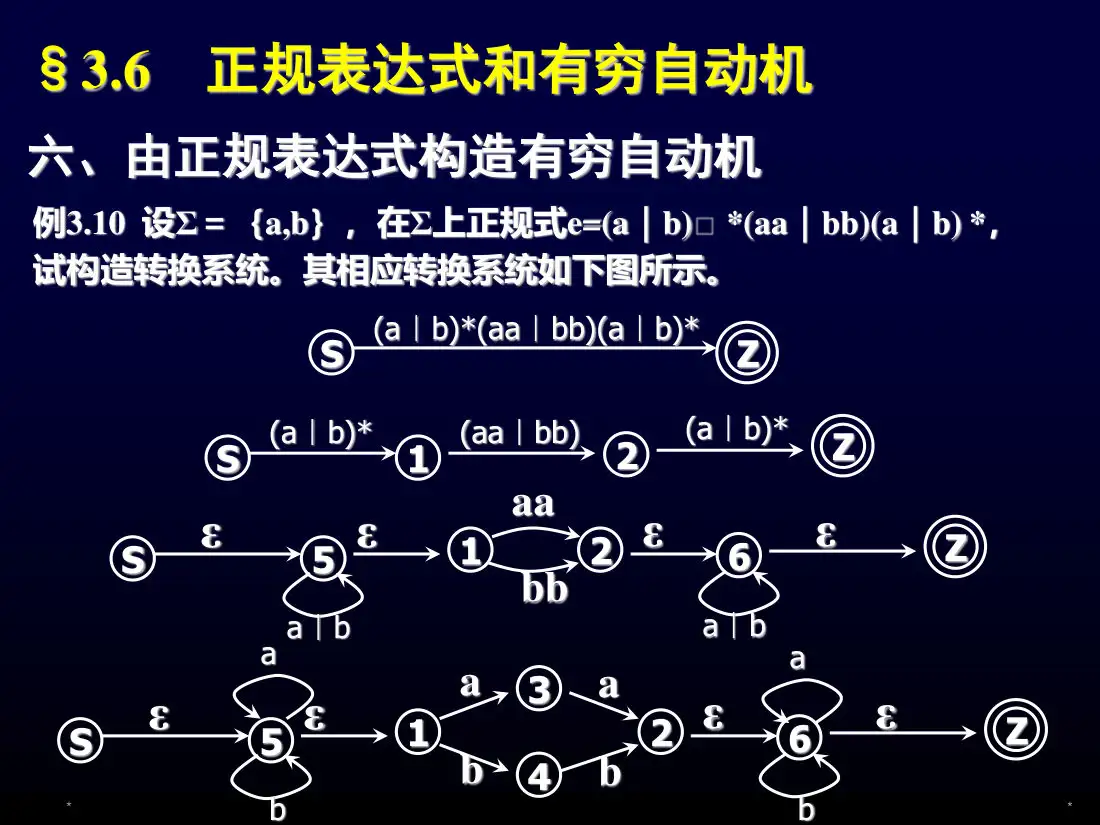 §3.6 正规表达式和有穷自动机
六、由正规表达式构造有穷自动机
例3.10 设Σ＝｛a,b｝，在Σ上正规式e=(a｜b)□ *(aa｜bb)(a｜b) *，
试构造转换系统。其相应转换系统如下图所示。
(a｜b)*(aa｜bb)(a｜b)*
S Z
(a｜b)* (aa｜bb) (a｜b)*
S 1 2 Z
aa
ε ε ε ε
S 5 1 2 6 Z
bb
a｜b a｜b
a a
a 3 a
ε ε ε ε
S 5 1 2 6 Z
b 4 b
b b
* *